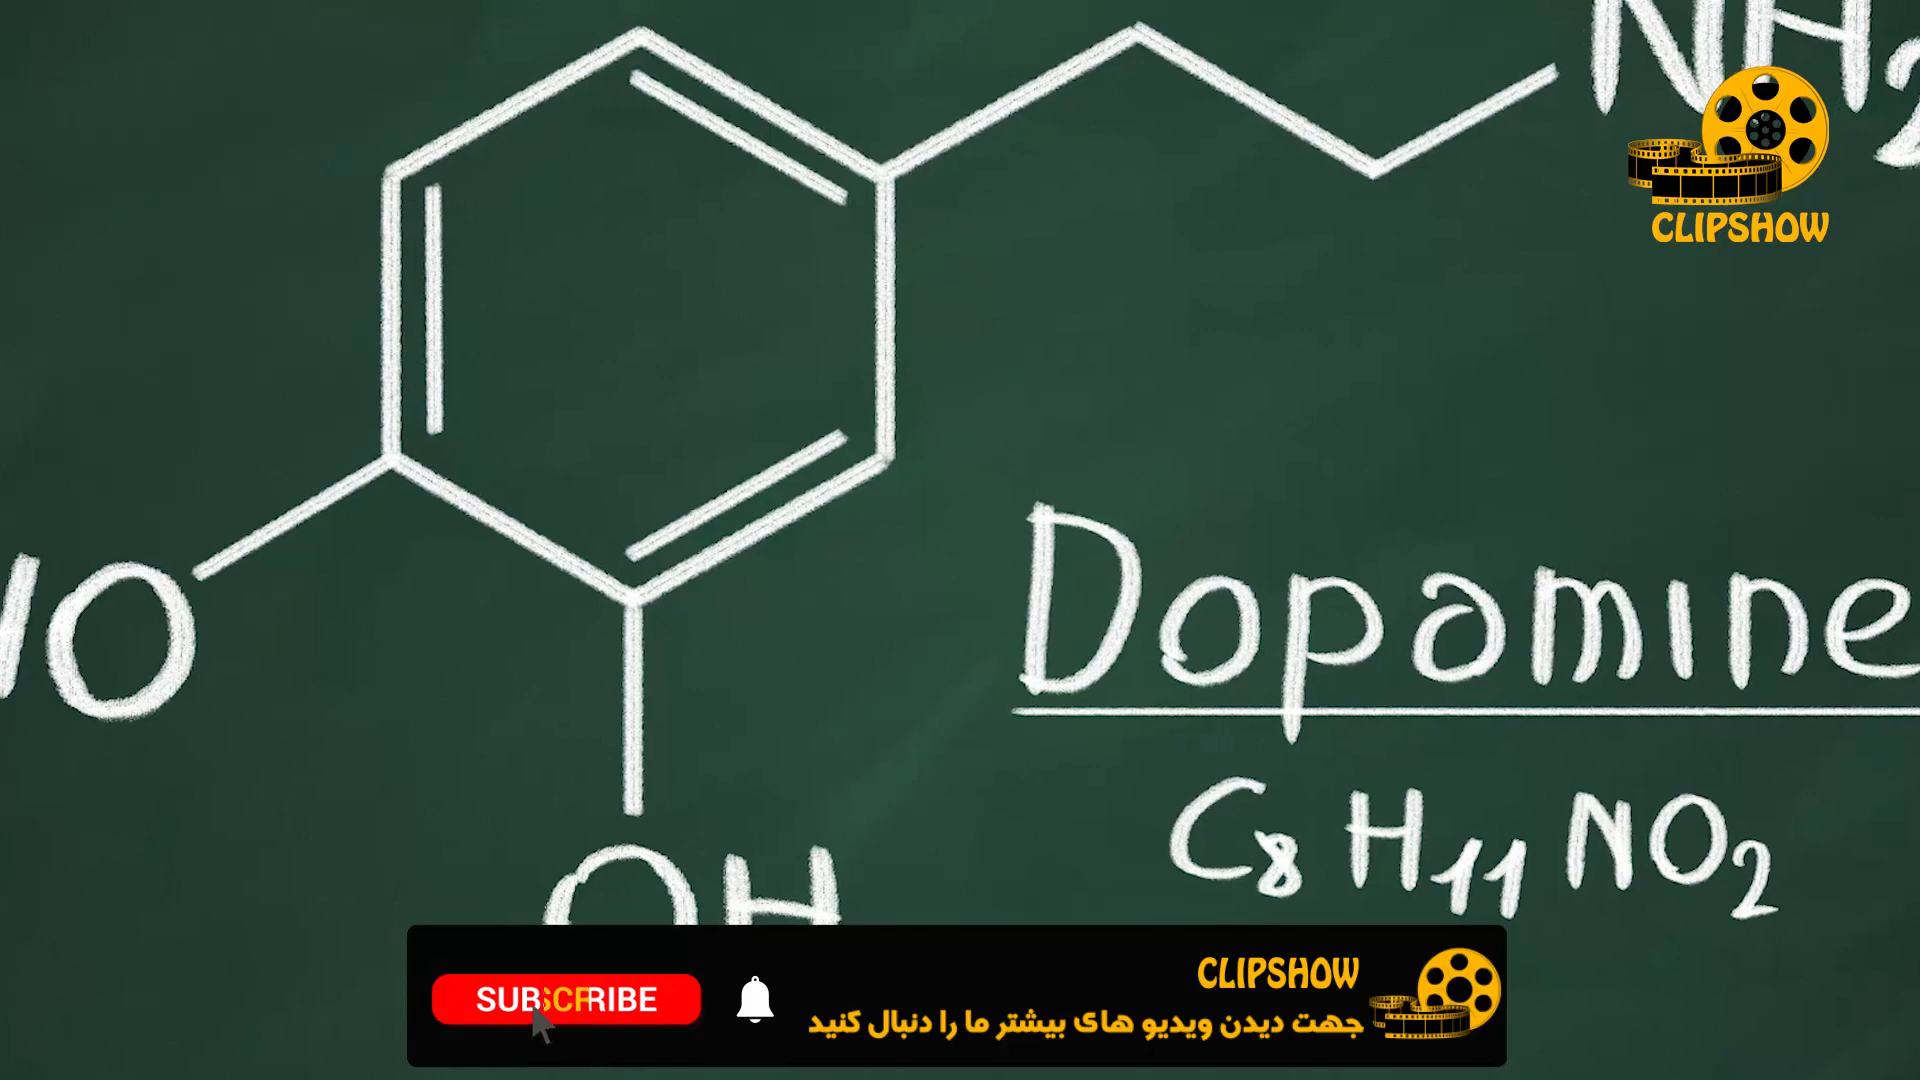 NH2
CLIPSHOW
HO
Dopamine
C8H11NO2
OH
SUBSCRIBE
CLIPSHOW
جهت دیدن ویدیو های بیشتر ما را دنبال کنید